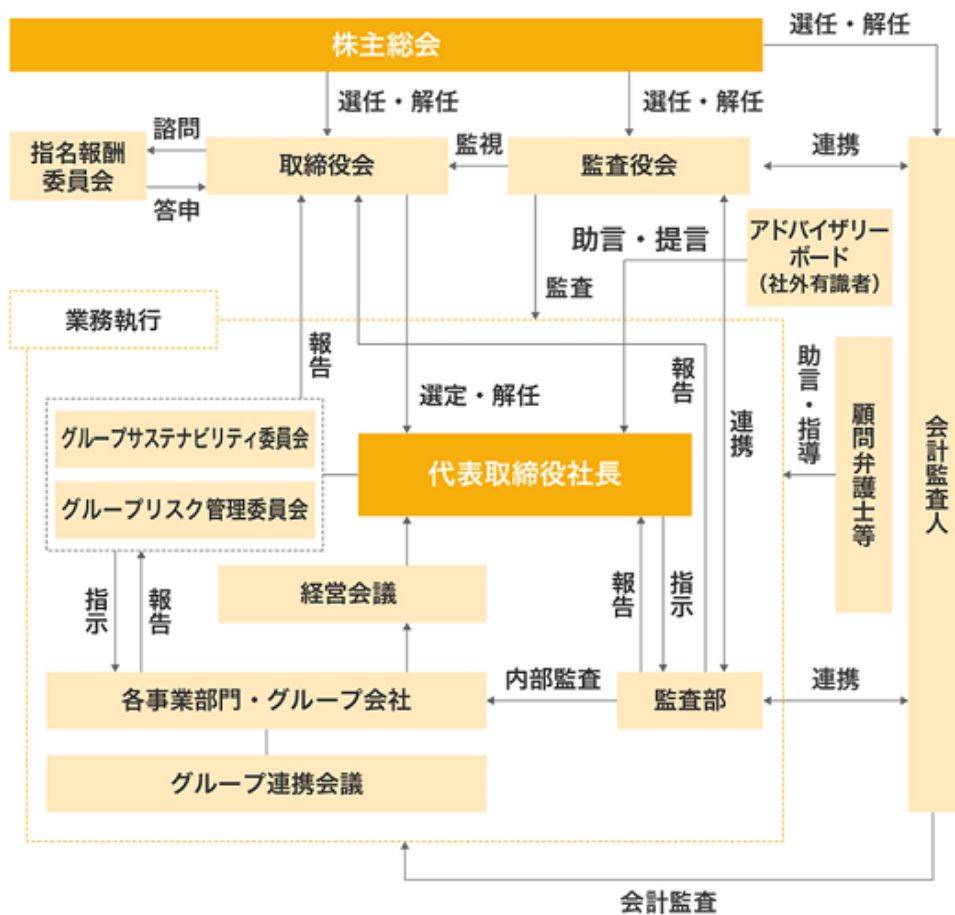 株主総会
選任・解任
選任・解任
選任・解任
諮問
指名報酬
委員会
答申
取締役会
監視
監査役会
連携
アドバイザリー
ボード
（社外有識者）
助言・提言
監査
業務執行
報告
選定・解任
報告
連携
助言・指導
顧問弁護士等
会計監査人
グループサステナビリティ委員会
グループリスク管理委員会
代表取締役社長
指示
報告
経営会議
報告
指示
各事業部門・グループ会社
内部監査
監査部
連携
グループ連携会議
会計監査